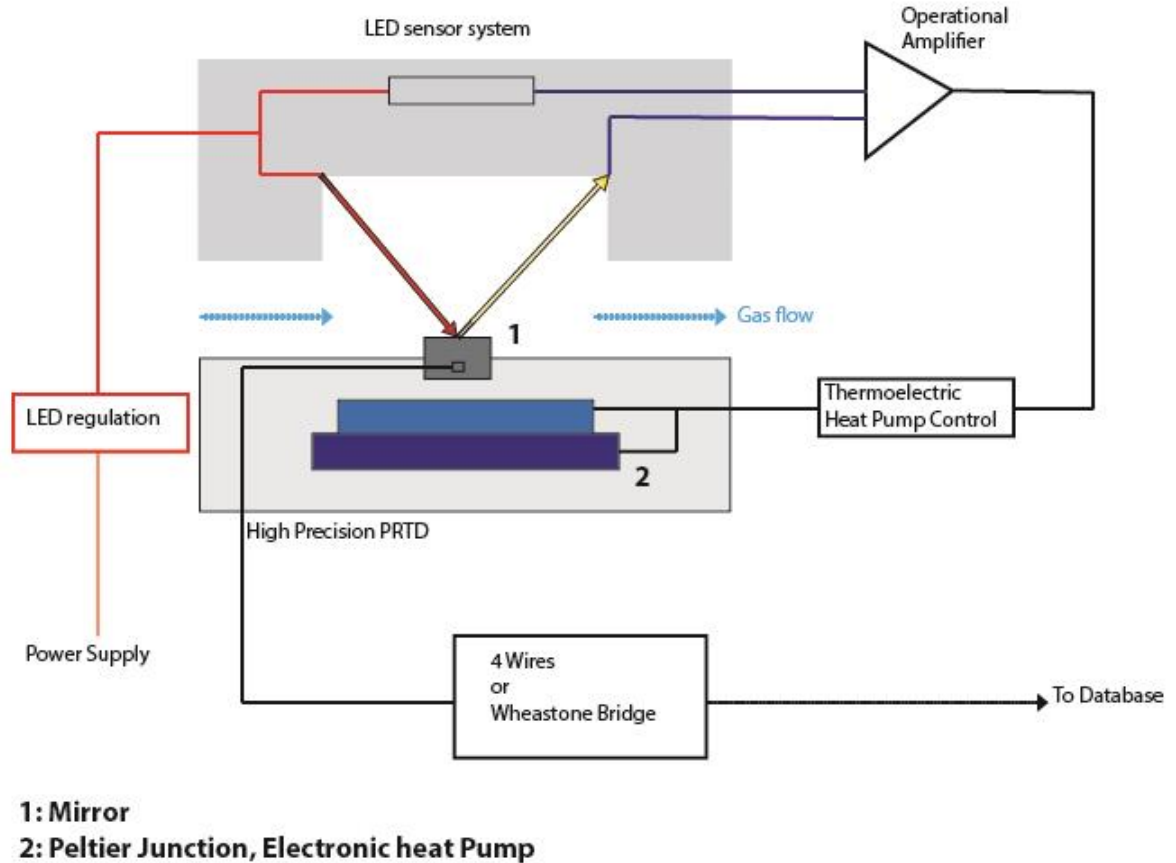 LED sensor system
Operational
Amplifier
1
Gas flow
LED regulation
Thermoelectric
Heat Pump Control
2
High Precision PRTD
Power Supply
4 Wires
or
Wheastone Bridge
To Database
1: Mirror
2: Peltier Junction, Electronic heat Pump